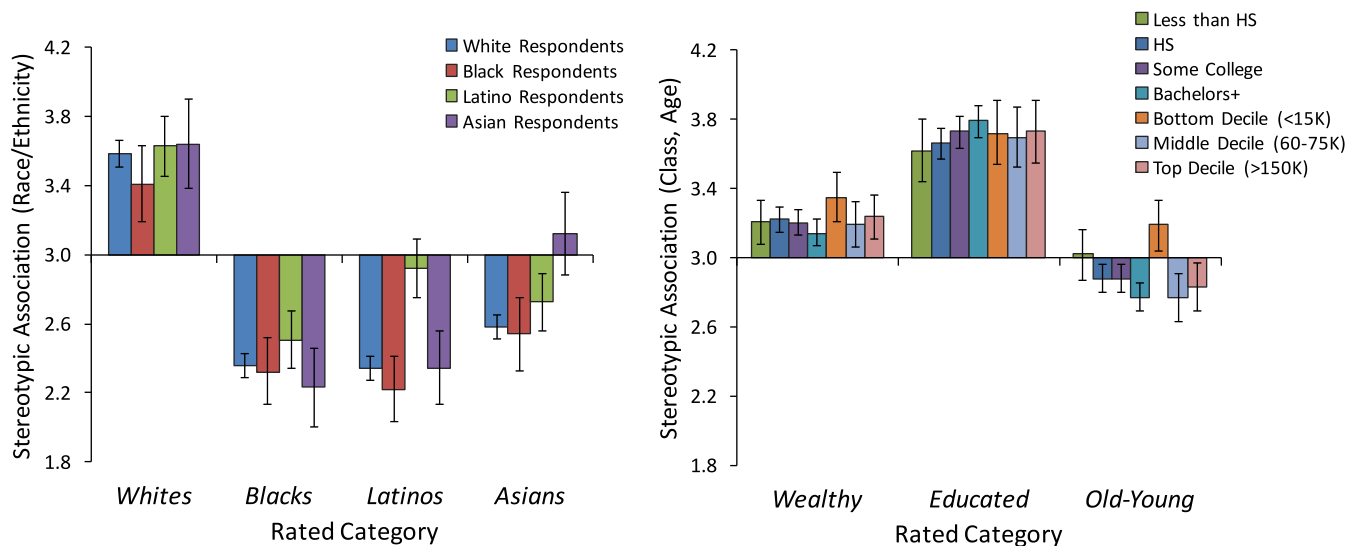 Stereotypic Association (Race/Ethnicity)
4.2
3.8
3.4
3.0
2.6
2.2
1.8
White Respondents
Black Respondents
Latino Respondents
Asian Respondents
Whites Blacks Latinos Asians
Rated Category
Stereotypic Association (Class, Age)
4.2
3.8
3.4
3.0
2.6
2.2
1.8
Less than HS
HS
Some College
Bachelors+
Bottom Decile (<15K)
Middle Decile (60-75K)
Top Decile (>150K)
Wealthy Educated Old-Young
Rated Category